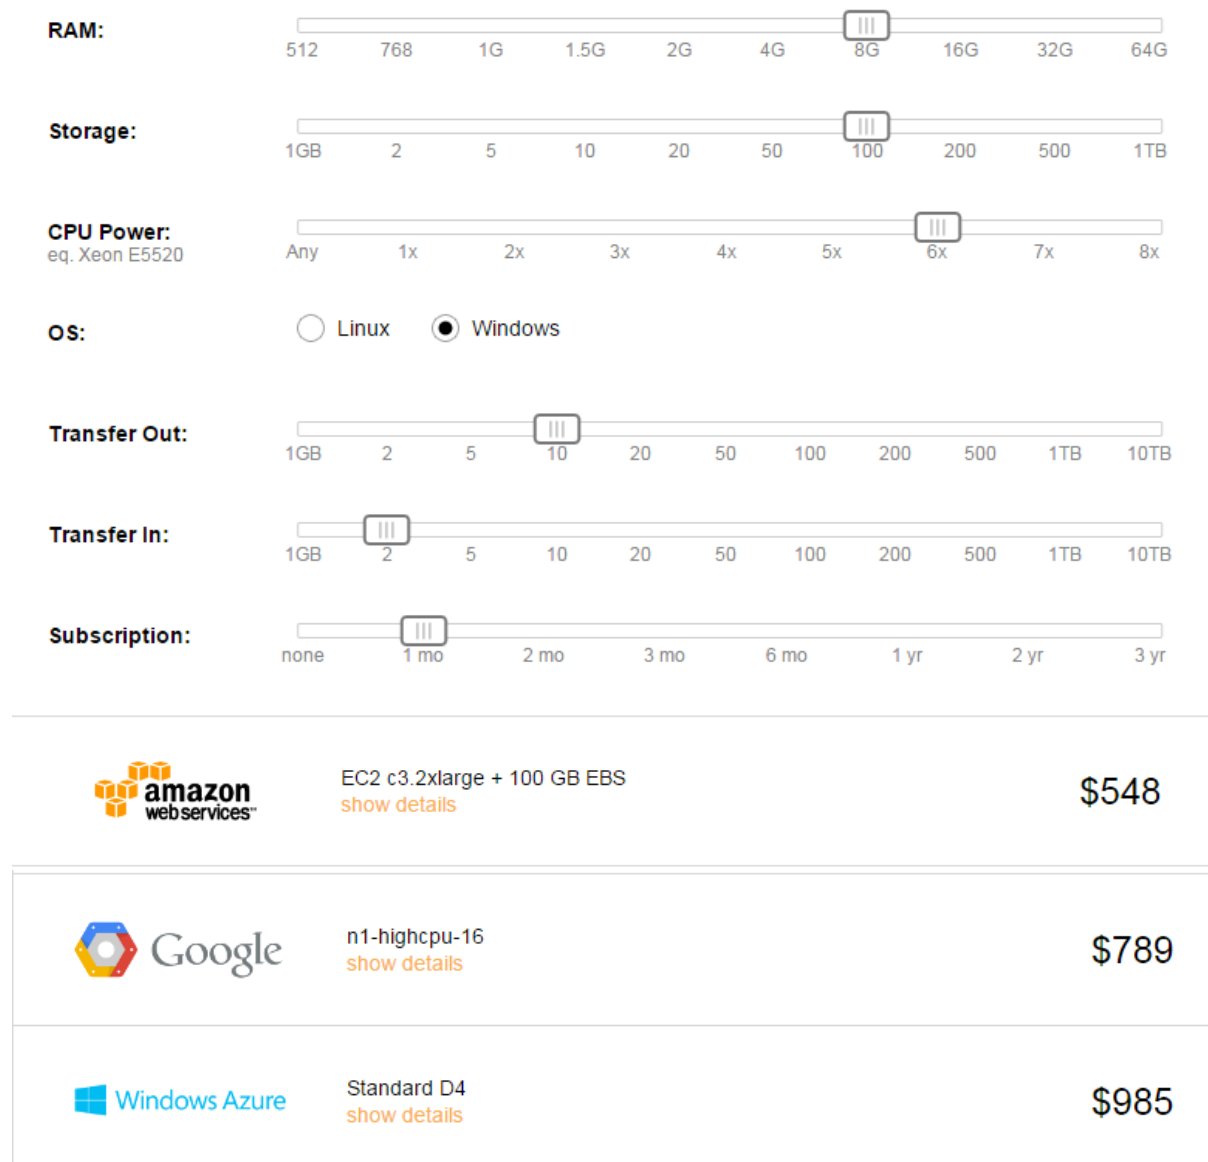 RAM:
512 768 1G 1.5G 2G 4G 8G 16G 32G 64G
Storage:
1GB 2 5 10 20 50 100 200 500 1TB
CPU Power:
eq. Xeon E5520
Any 1x 2x 3x 4x 5x 6x 7x 8x
OS: Linux Windows
Transfer Out:
1GB 2 5 10 20 50 100 200 500 1TB 10TB
Transfer In:
1GB 2 5 10 20 50 100 200 500 1TB 10TB
Subscription:
none 1 mo 2 mo 3 mo 6 mo 1 yr 2 yr 3 yr
amazon
webservices™
EC2 c3.2xlarge + 100 GB EBS
show details
$548
Google
n1-highcpu-16
show details
$789
Windows Azure
Standard D4
show details
$985